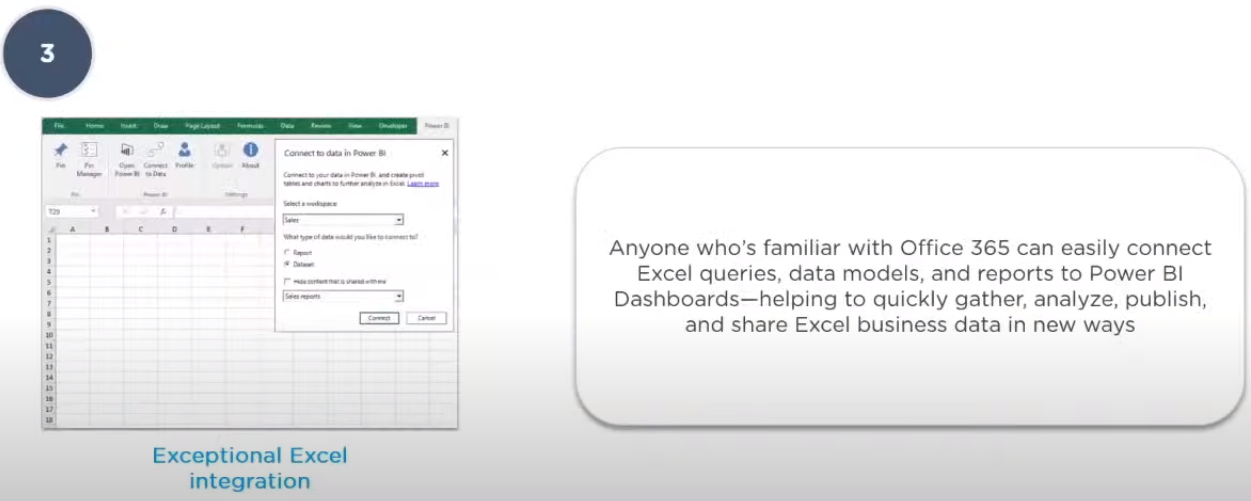 3
File Home Insert Draw Page Layout Formulas Data Review View Developer Power BI
Pin Pin Manager Open Power BI Connect to Data Profile Update About
Pin Power BI Settings
T29 fx
A B C D E F
1
2
3
4
5
6
7
8
9
10
11
12
13
14
15
16
17
18
Connect to data in Power BI
Connect to your data in Power BI, and create pivot
tables and charts to further analyze in Excel. Learn more
Select a workspace
Sales
What type of data would you like to connect to?
Report
Dataset
Hide content that is shared with me
Sales reports
Connect Cancel
Exceptional Excel
integration
Anyone who's familiar with Office 365 can easily connect
Excel queries, data models, and reports to Power BI
Dashboards—helping to quickly gather, analyze, publish,
and share Excel business data in new ways